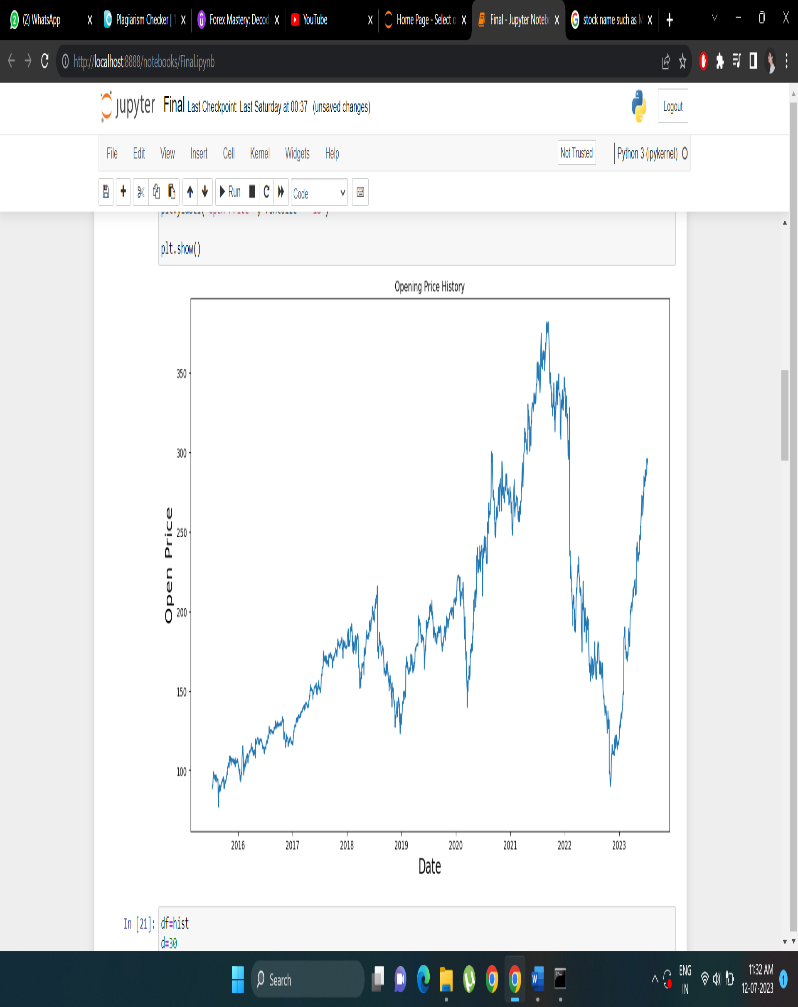 (2) WhatsApp
Plagiarism Checker | 1
Forex Mastery: Decod
YouTube
Home Page - Select o
Final - Jupyter Noteb
stock name such as M
http://localhost:8888/notebooks/Final.ipynb
jupyter Final Last Checkpoint: Last Saturday at 00:37 (unsaved changes)
Logout
File Edit View Insert Cell Kernel Widgets Help
Not Trusted
Python 3 (ipykernel)
Run
Code
plt.show()
Opening Price History
350
300
250
200
150
100
Open Price
2016 2017 2018 2019 2020 2021 2022 2023
Date
In [21]: df=hist
d=30
Search
ENG
IN
11:32 AM
12-07-2023
1